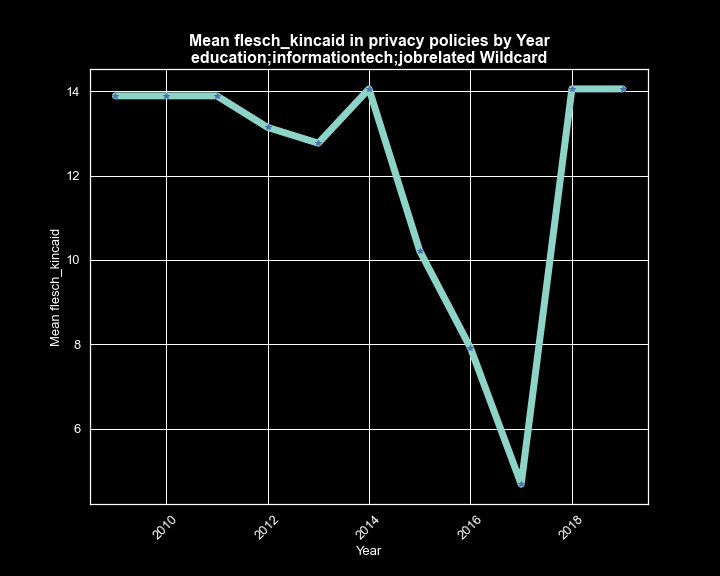 Mean flesch_kincaid in privacy policies by Year
education;informationtech;jobrelated Wildcard
14
12
10
8
6
Mean flesch_kincaid
2010
2012
2014
2016
2018
Year